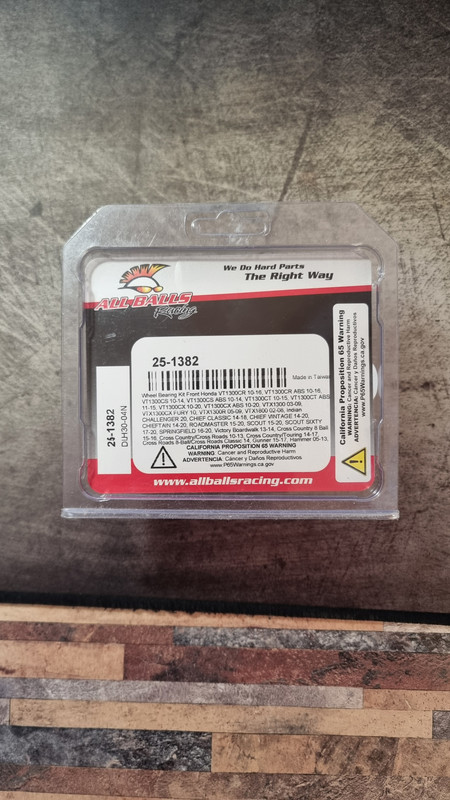 We Do Hard Parts
The Right Way
ALL BALLS
Racing
25-1382
Made in Taiwan
Wheel Bearing Kit Front Honda VT1300CR 10-16, VT1300CR ABS 10-16,
VT1300CS 10-14, VT1300CS ABS 10-14, VT1300CT 10-15, VT1300CT ABS
11-15, VT1300CX 10-20, VT1300CX ABS 10-20, VTX1300 03-09,
VTX1300CX FURY 10, VTX1300R 05-09, VTX1800 02-08, Indian
CHALLENGER 20, CHIEF CLASSIC 14-18, CHIEF VINTAGE 14-20,
CHIEFTAIN 14-20, ROADMASTER 15-20, SCOUT 15-20, SCOUT SIXTY
17-20, SPRINGFIELD 16-20, Victory Boardwalk 13-14, Cross Country 8 Ball
15-16, Cross Country/Cross Roads 10-13, Cross Country/Touring 14-17,
Cross Roads 8-Ball/Cross Roads Classic 14, Gunner 15-17, Hammer 05-13,
CALIFORNIA PROPOSITION 65 WARNING
WARNING: Cancer and Reproductive Harm
ADVERTENCIA: Cáncer y Daños Reproductivos
www.P65Warnings.ca.gov
25-1382
DJH30-04N
California Proposition 65 Warning
WARNING: Cancer and Reproductive Harm
ADVERTENCIA: Cáncer y Daños Reproductivos
www.P65Warnings.ca.gov
www.allballsracing.com